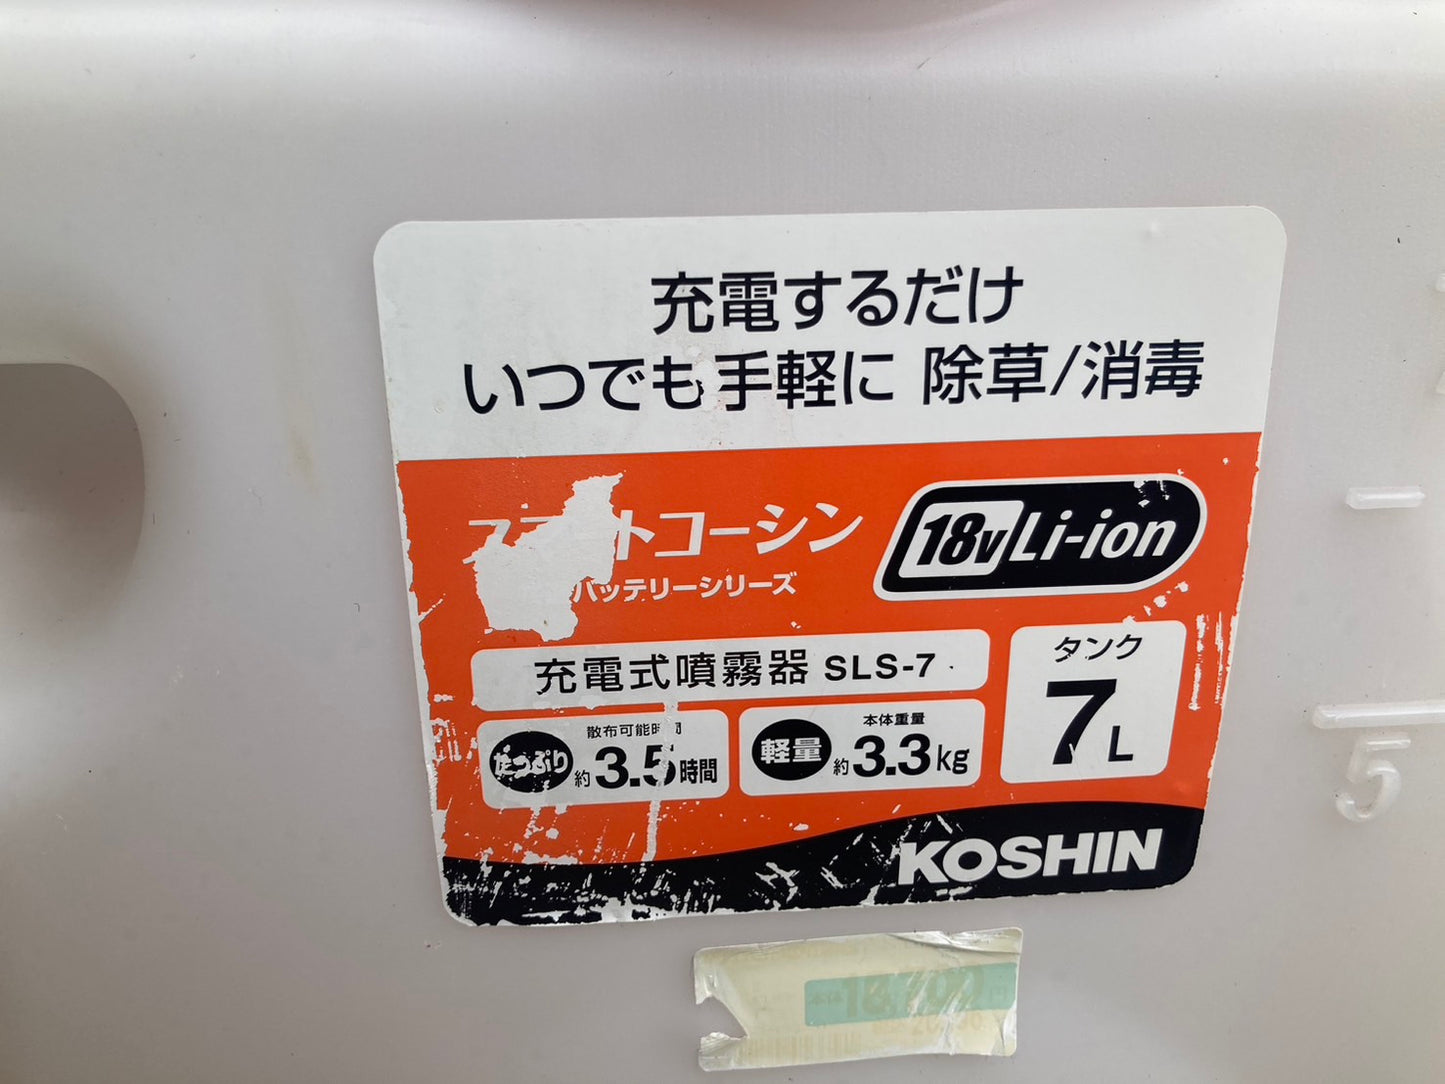 充電するだけ
いつでも手軽に 除草/消毒
トコーシン
バッテリーシリーズ
18v Li-ion
充電式噴霧器 SLS-7
タンク
7L
散布可能時間
たっぷり 約3.5時間
本体重量
軽量 約3.3kg
KOSHIN
5